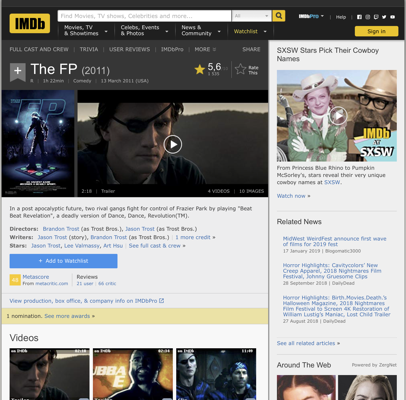 IMDb
Find Movies, TV shows, Celebrities and more...
All
Movies, TV
& Showtimes
Celebs, Events
& Photos
News &
Community
Watchlist
IMDbPro
Help
Sign in
FULL CAST AND CREW | TRIVIA | USER REVIEWS | IMDbPro | MORE
SHARE
The FP (2011)
R | 1h 22min | Comedy | 13 March 2011 (USA)
5,6
Rate
This
2:18 | Trailer
4 VIDEOS | 10 IMAGES
In a post apocalyptic future, two rival gangs fight for control of Frazier Park by playing "Beat
Beat Revelation", a deadly version of Dance, Dance, Revolution(TM).
Directors: Brandon Trost (as Trost Bros.), Jason Trost (as Trost Bros.)
Writers: Jason Trost (story), Brandon Trost (as Trost Bros.) | 1 more credit »
Stars: Jason Trost, Lee Valmassy, Art Hsu | See full cast & crew »
+ Add to Watchlist
Metascore
From metacritic.com
Reviews
21 user | 66 critic
View production, box office, & company info on IMDbPro
1 nomination. See more awards »
Videos
SXSW Stars Pick Their Cowboy
Names
IMDb
AT
SXSW
From Princess Blue Rhino to Pumpkin
McSorley's, stars reveal their very
unique cowboy names at SXSW.
Watch now »
Related News
MidWest WeirdFest announce first wave
of films for 2019 fest
17 January 2019 | Blogomatic3000
Horror Highlights: Cavitycolors' New
Creep Apparel, 2018 Nightmares Film
Festival, Johnny Gruesome Clips
28 September 2018 | DailyDead
Horror Highlights: Birth.Movies.Death.'s
Halloween Magazine, 2018 Nightmares
Film Festival to Screen 4K Restoration of
William Lustig's Maniac, Lost Child Trailer
27 August 2018 | DailyDead
See all related articles »
Around The Web
Powered by ZergNet